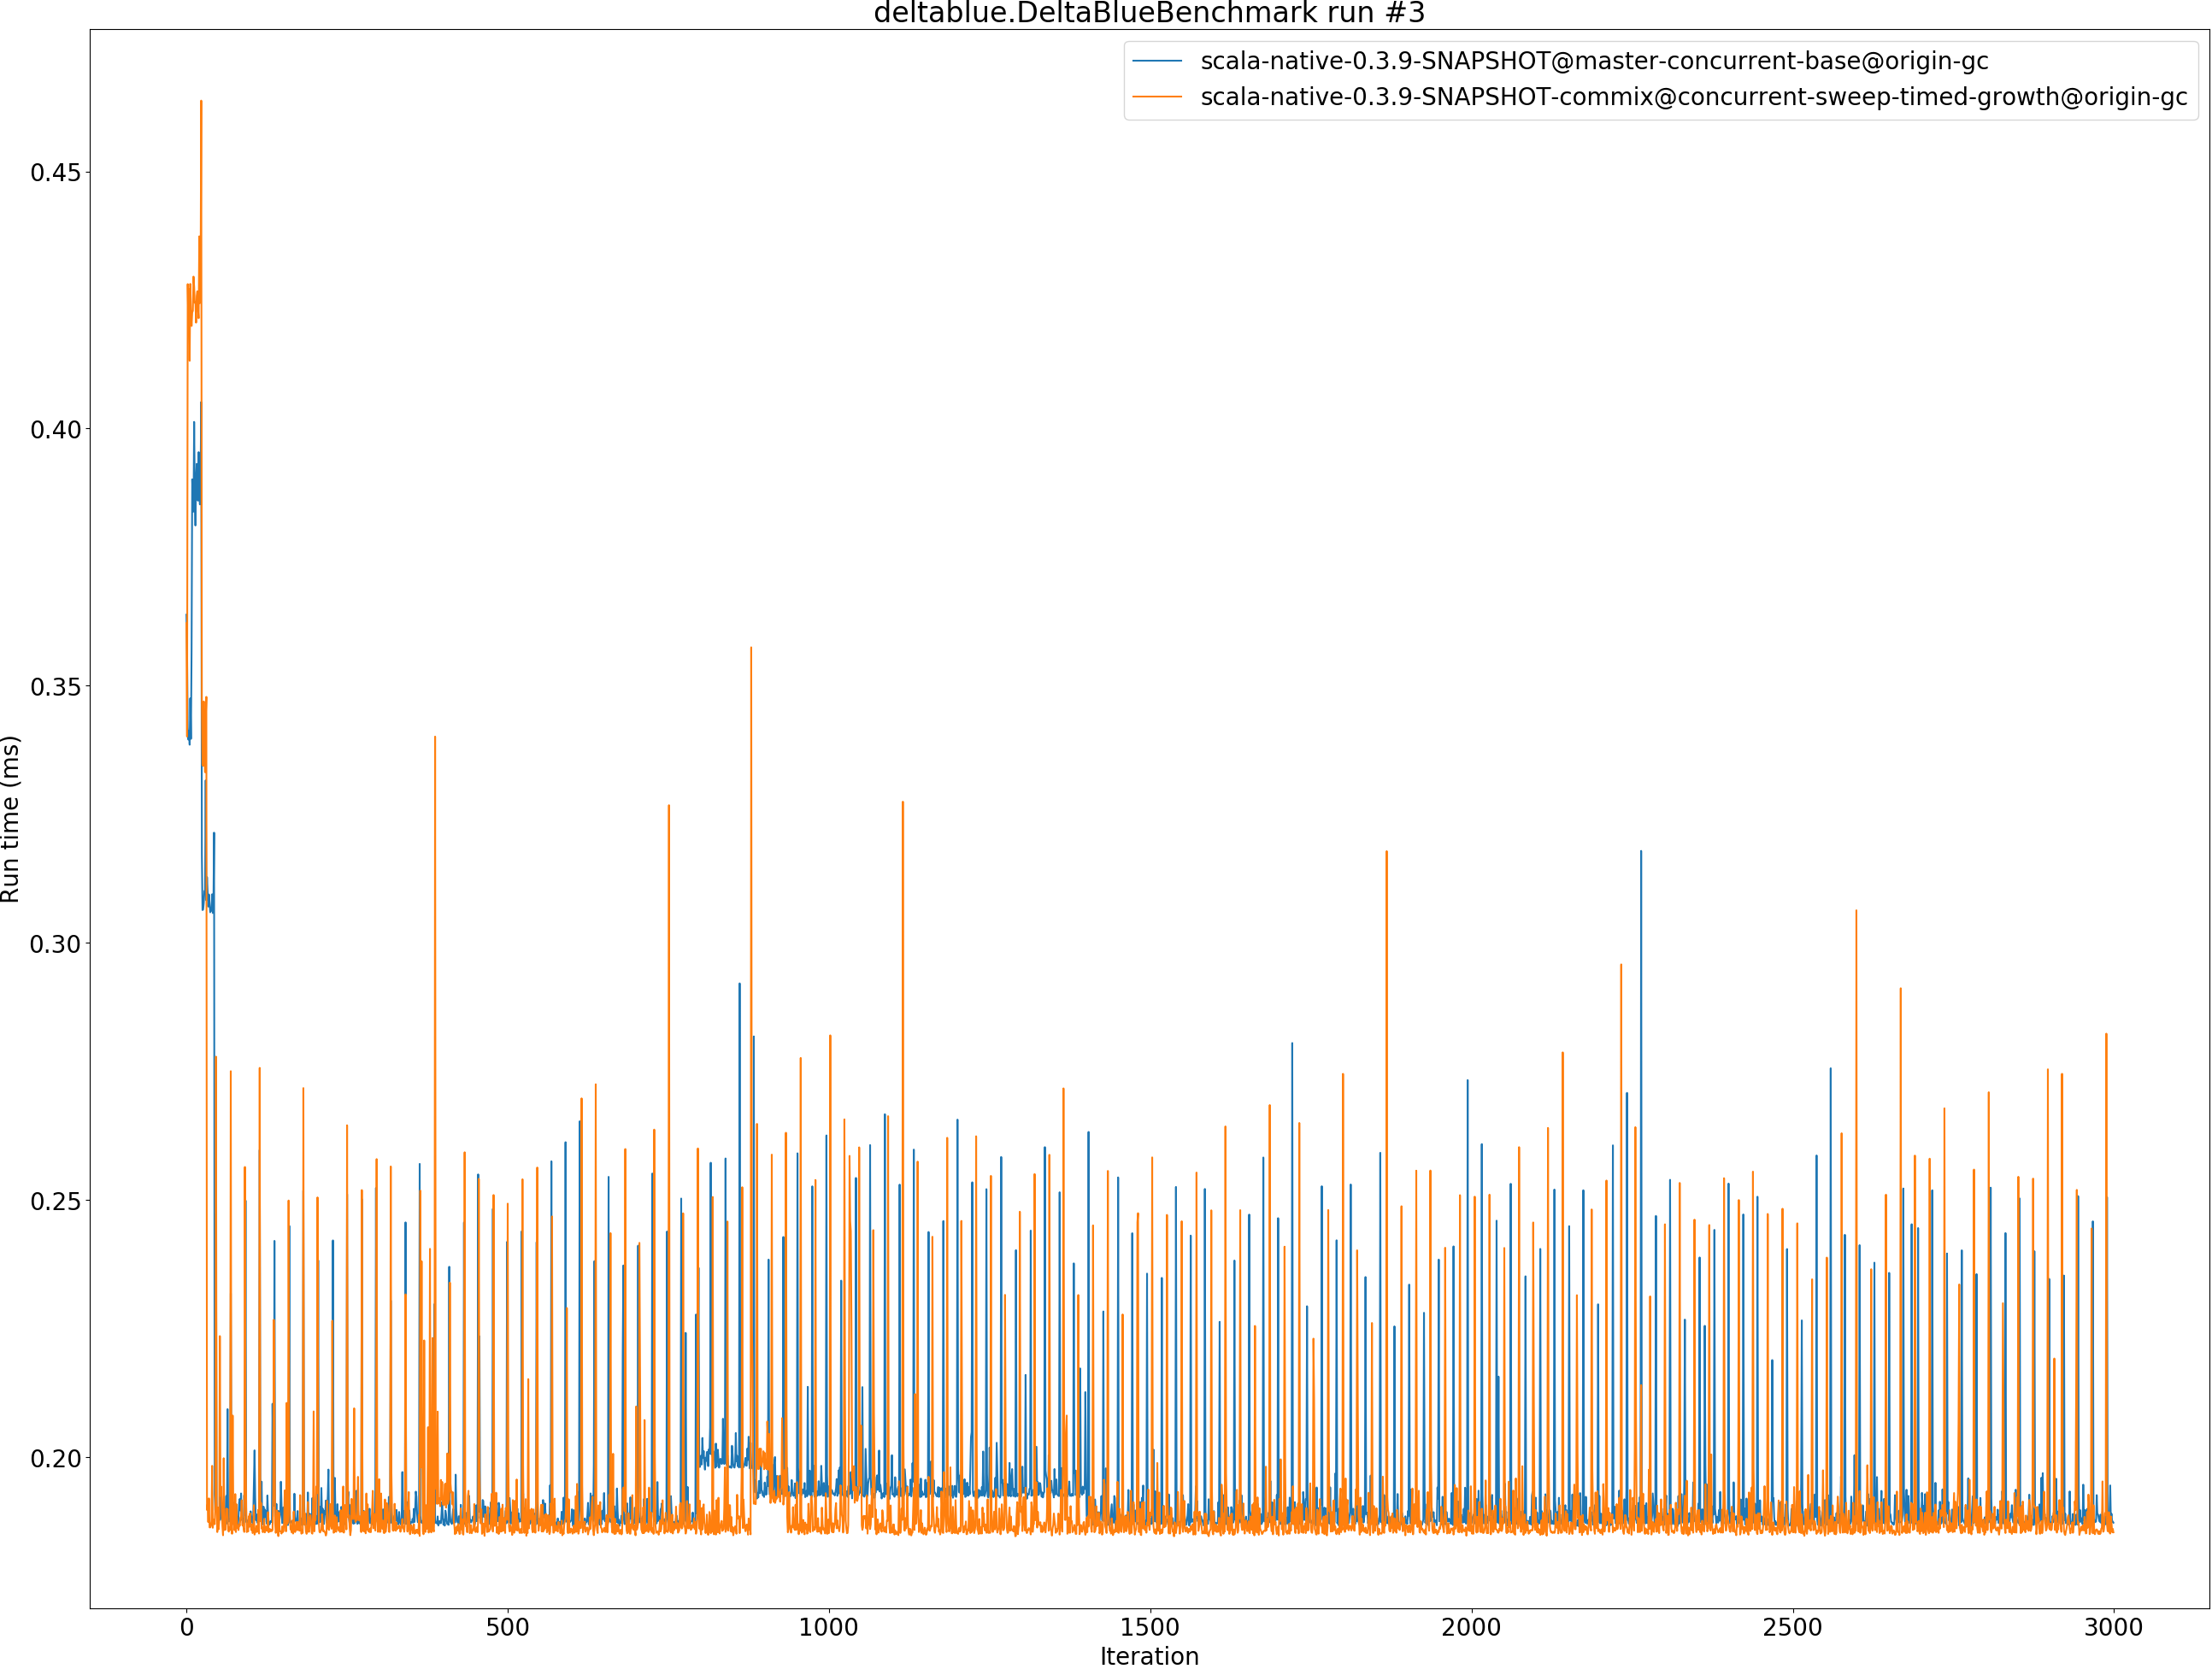 deltablue.DeltaBlueBenchmark run #3
scala-native-0.3.9-SNAPSHOT@master-concurrent-base@origin-gc
scala-native-0.3.9-SNAPSHOT-commix@concurrent-sweep-timed-growth@origin-gc
Run time (ms)
0.45
0.40
0.35
0.30
0.25
0.20
0 500 1000 1500 2000 2500 3000
Iteration